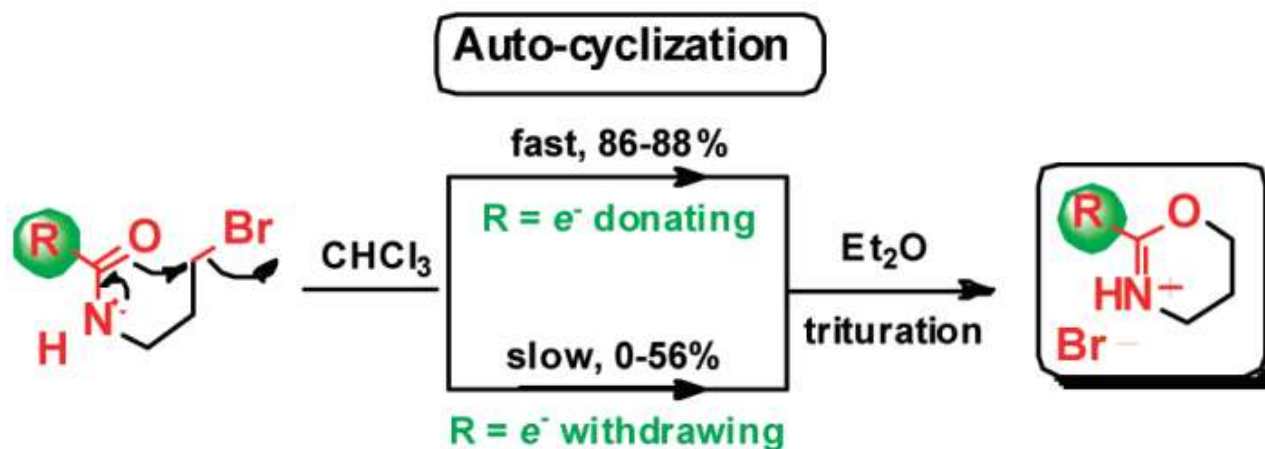 Auto-cyclization
fast, 86-88%
R = e⁻ donating
R
O
Br
N
H
CHCl₃
slow, 0-56%
R = e⁻ withdrawing
Et₂O
trituration
R
O
HN
+
Br
−